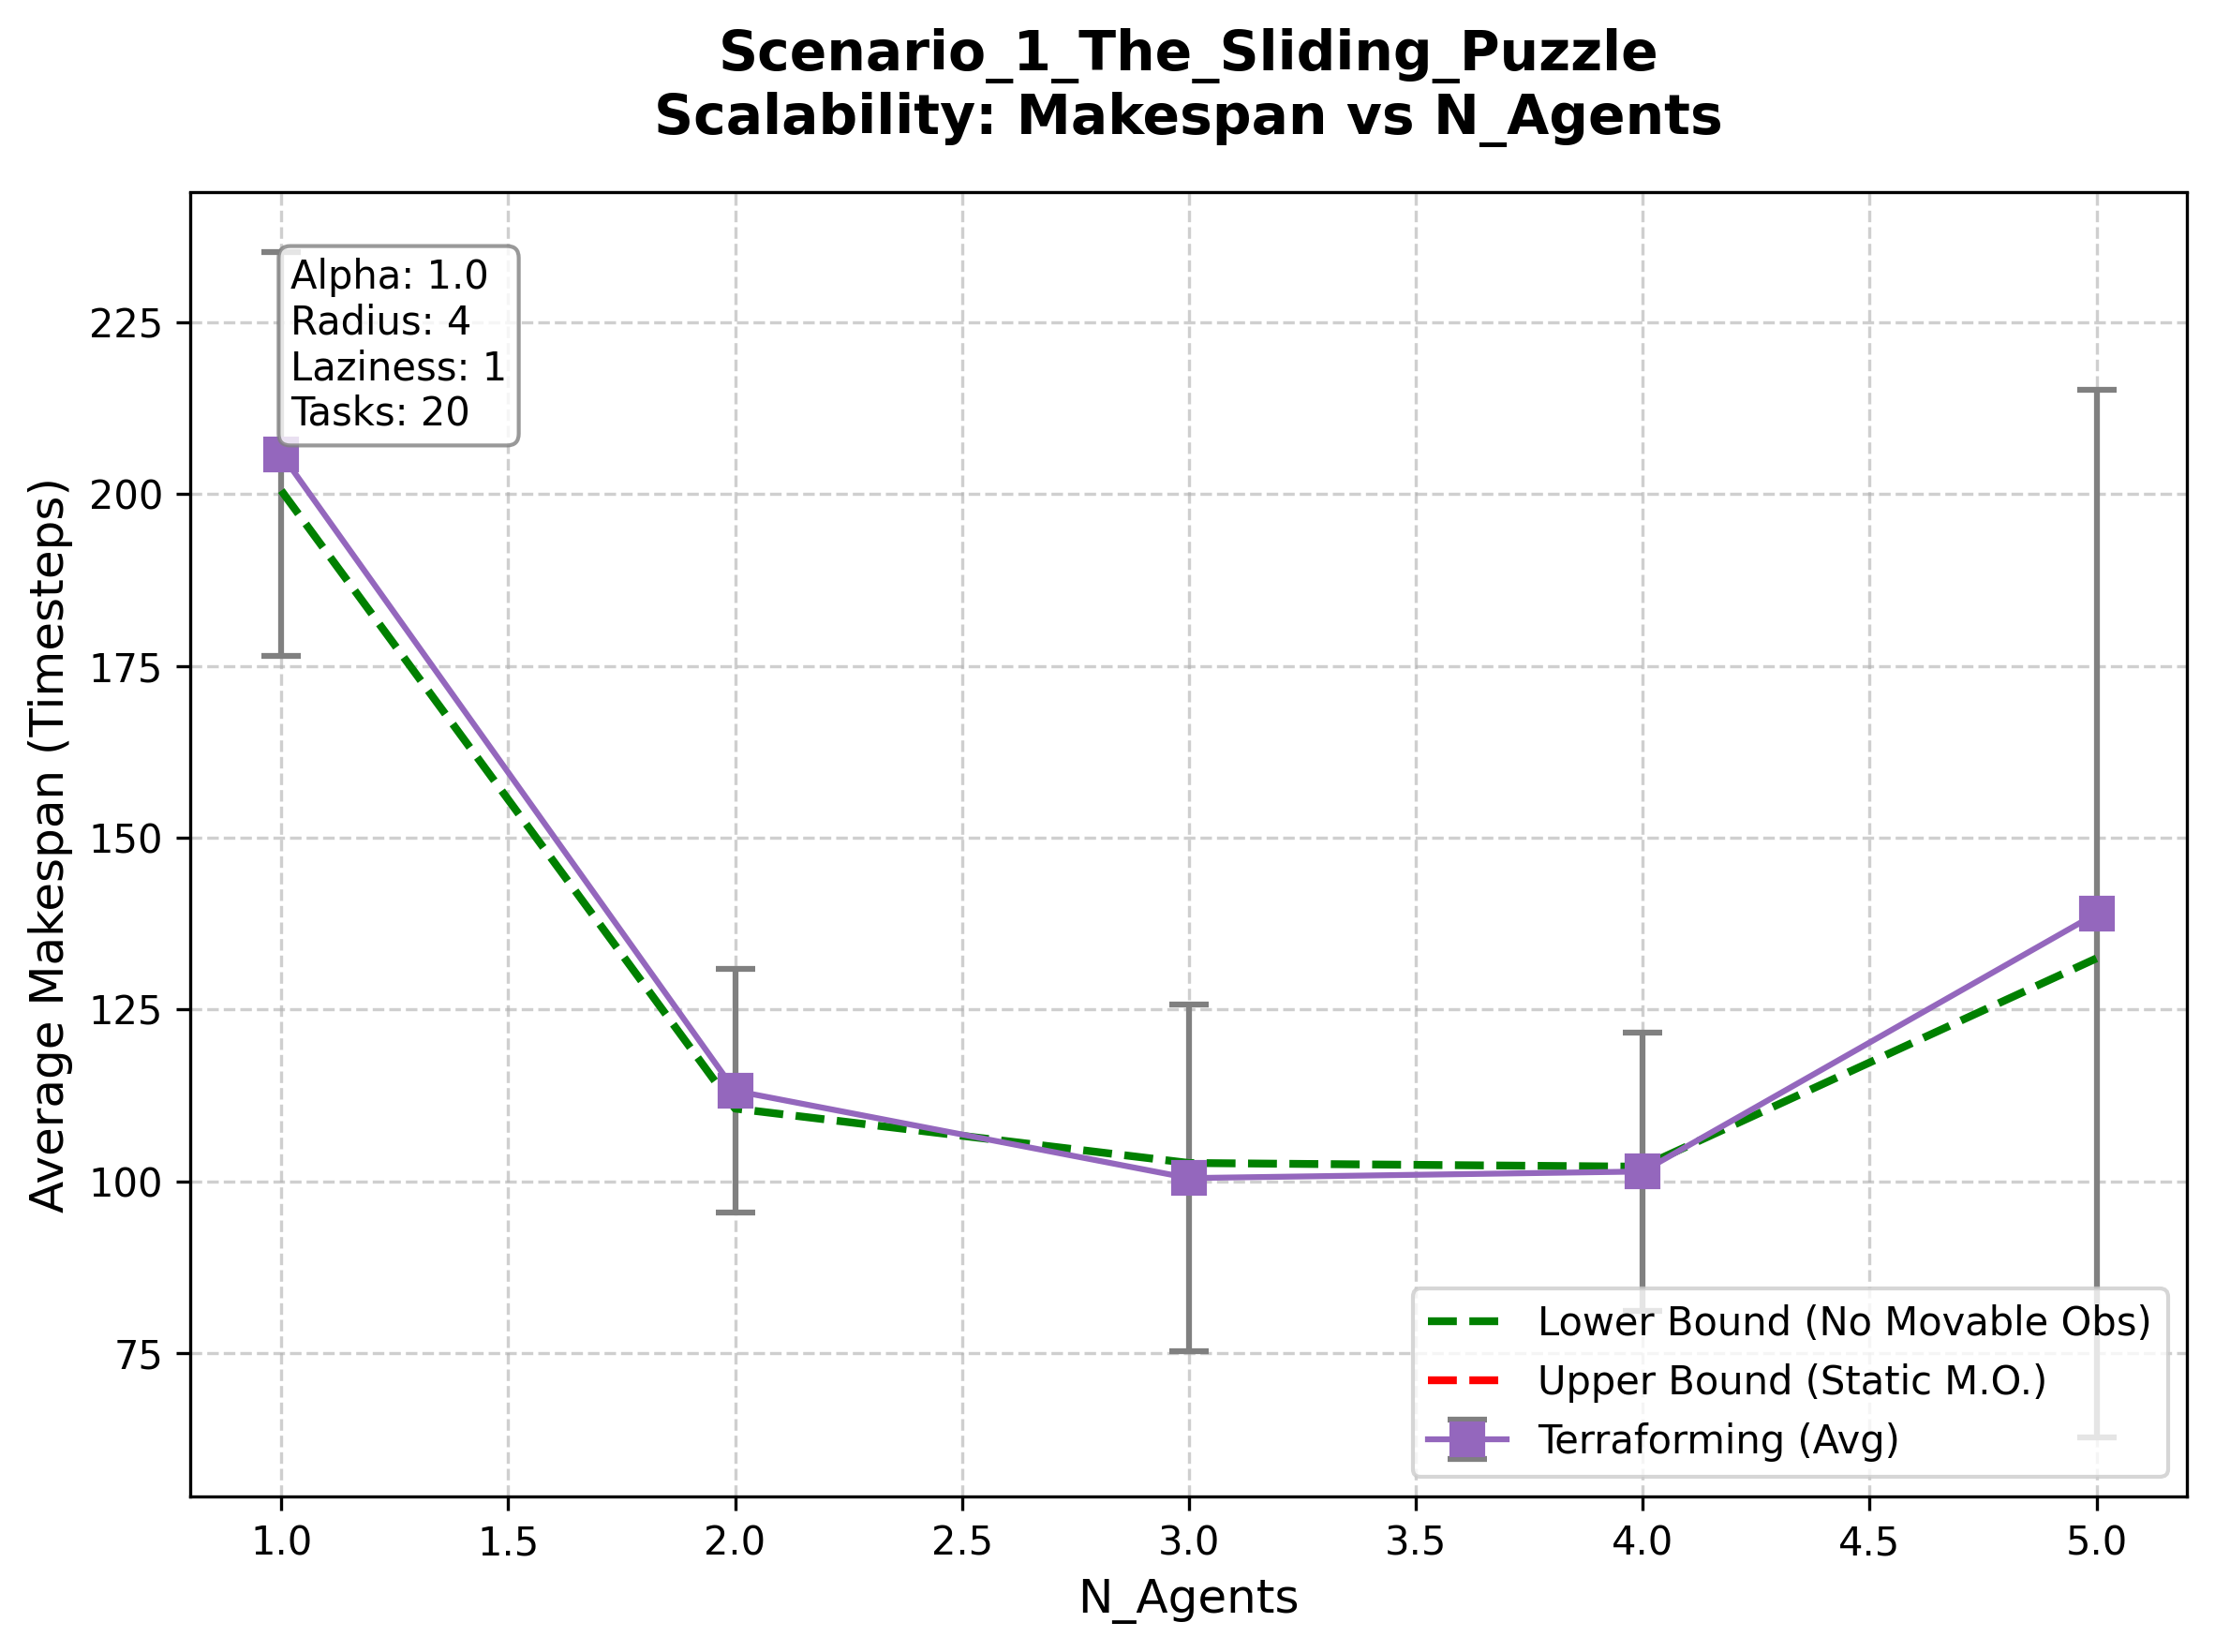 Scenario_1_The_Sliding_Puzzle
Scalability: Makespan vs N_Agents
Alpha: 1.0
Radius: 4
Laziness: 1
Tasks: 20
Average Makespan (Timesteps)
225
200
175
150
125
100
75
Lower Bound (No Movable Obs)
Upper Bound (Static M.O.)
Terraforming (Avg)
1.0 1.5 2.0 2.5 3.0 3.5 4.0 4.5 5.0
N_Agents